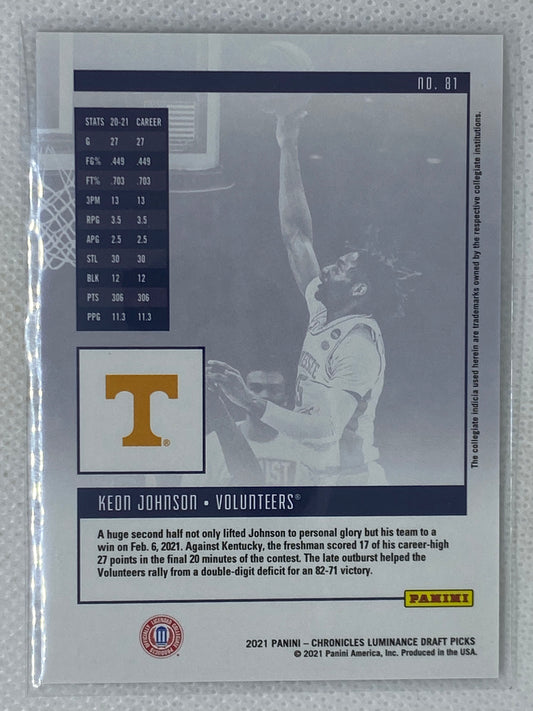 NO. 81
STATS 20-21 CAREER
G 27 27
FG% .449 .449
FT% .703 .703
3PM 13 13
RPG 3.5 3.5
APG 2.5 2.5
STL 30 30
BLK 12 12
PTS 306 306
PPG 11.3 11.3
The collegiate indicia used herein are trademarks owned by the respective collegiate institutions.
T®
KEON JOHNSON • VOLUNTEERS®
A huge second half not only lifted Johnson to personal glory but his team to a
win on Feb. 6, 2021. Against Kentucky, the freshman scored 17 of his career-high
27 points in the final 20 minutes of the contest. The late outburst helped the
Volunteers rally from a double-digit deficit for an 82-71 victory.
PANINI
OFFICIALLY LICENSED COLLEGIATE PRODUCTS
2021 PANINI – CHRONICLES LUMINANCE DRAFT PICKS
© 2021 Panini America, Inc. Produced in the USA.